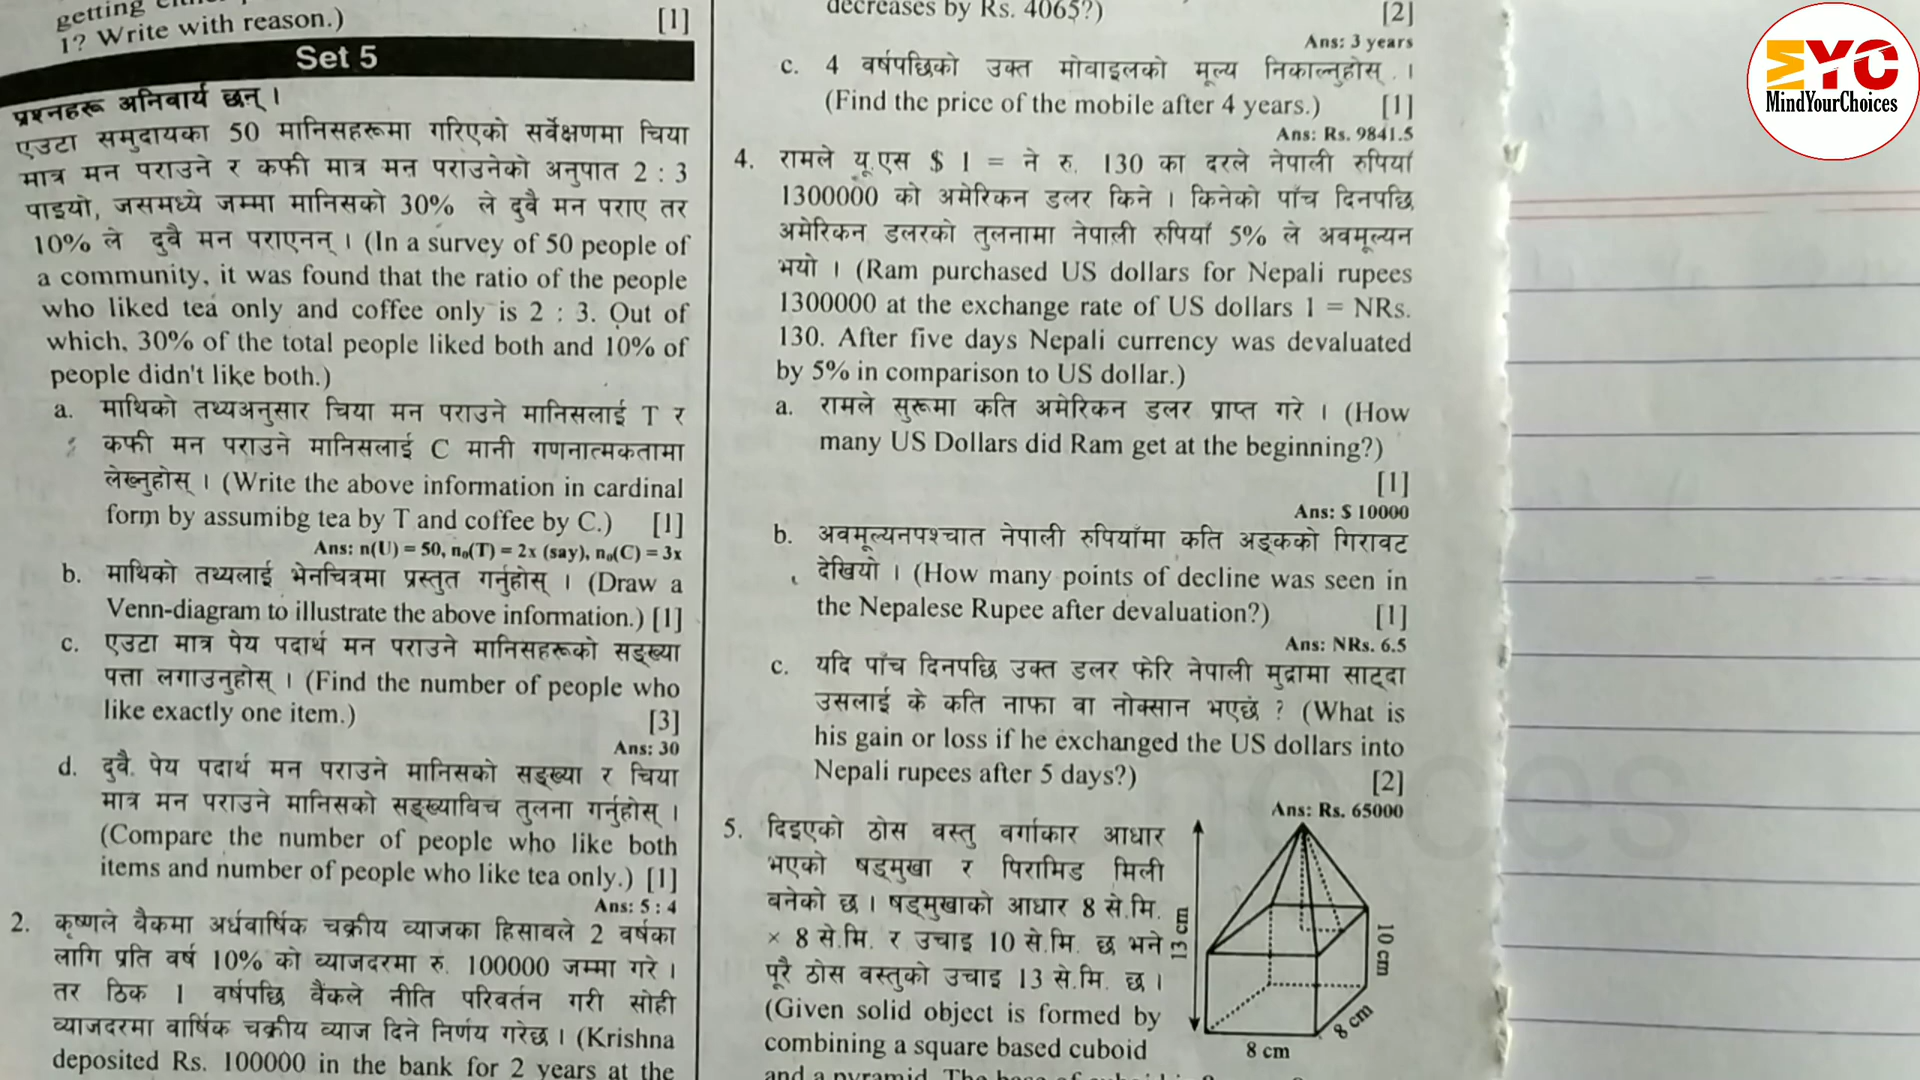 getting
1? Write with reason.) [1]
Set 5
प्रश्नहरू अनिवार्य छन् ।
एउटा समुदायका 50 मानिसहरूमा गरिएको सर्वेक्षणमा चिया
मात्र मन पराउने र कफी मात्र मन पराउनेको अनुपात 2 : 3
पाइयो, जसमध्ये जम्मा मानिसको 30% ले दुवै मन पराए तर
10% ले दुवै मन पराएनन् । (In a survey of 50 people of
a community, it was found that the ratio of the people
who liked tea only and coffee only is 2 : 3. Out of
which, 30% of the total people liked both and 10% of
people didn't like both.)
a. माथिको तथ्यअनुसार चिया मन पराउने मानिसलाई T र
कफी मन पराउने मानिसलाई C मानी गणनात्मकतामा
लेख्नुहोस् । (Write the above information in cardinal
form by assumibg tea by T and coffee by C.) [1]
Ans: n(U) = 50, n₀(T) = 2x (say), n₀(C) = 3x
b. माथिको तथ्यलाई भेनचित्रमा प्रस्तुत गर्नुहोस् । (Draw a
Venn-diagram to illustrate the above information.) [1]
c. एउटा मात्र पेय पदार्थ मन पराउने मानिसहरूको सङ्ख्या
पत्ता लगाउनुहोस् । (Find the number of people who
like exactly one item.) [3]
Ans: 30
d. दुवै पेय पदार्थ मन पराउने मानिसको सङ्ख्या र चिया
मात्र मन पराउने मानिसको सङ्ख्याविच तुलना गर्नुहोस् ।
(Compare the number of people who like both
items and number of people who like tea only.) [1]
Ans: 5 : 4
2. कृष्णले वैकमा अर्धवार्षिक चक्रीय व्याजका हिसावले 2 वर्षका
लागि प्रति वर्ष 10% को व्याजदरमा रु. 100000 जम्मा गरे ।
तर ठिक 1 वर्षपछि वैंकले नीति परिवर्तन गरी सोही
व्याजदरमा वार्षिक चक्रीय व्याज दिने निर्णय गरेछ । (Krishna
deposited Rs. 100000 in the bank for 2 years at the
decreases by Rs. 4065?) [2]
Ans: 3 years
c. 4 वर्षपछिको उक्त मोवाइलको मूल्य निकाल्नुहोस् ।
(Find the price of the mobile after 4 years.) [1]
Ans: Rs. 9841.5
4. रामले यू.एस $ 1 = ने रु. 130 का दरले नेपाली रुपियाँ
1300000 को अमेरिकन डलर किने । किनेको पाँच दिनपछि
अमेरिकन डलरको तुलनामा नेपाली रुपियाँ 5% ले अवमूल्यन
भयो । (Ram purchased US dollars for Nepali rupees
1300000 at the exchange rate of US dollars 1 = NRs.
130. After five days Nepali currency was devaluated
by 5% in comparison to US dollar.)
a. रामले सुरूमा कति अमेरिकन डलर प्राप्त गरे । (How
many US Dollars did Ram get at the beginning?)
[1]
Ans: $ 10000
b. अवमूल्यनपश्चात नेपाली रुपियाँमा कति अङ्कको गिरावट
देखियो । (How many points of decline was seen in
the Nepalese Rupee after devaluation?) [1]
Ans: NRs. 6.5
c. यदि पाँच दिनपछि उक्त डलर फेरि नेपाली मुद्रामा साट्दा
उसलाई के कति नाफा वा नोक्सान भएछ ? (What is
his gain or loss if he exchanged the US dollars into
Nepali rupees after 5 days?) [2]
Ans: Rs. 65000
5. दिइएको ठोस वस्तु वर्गाकार आधार
भएको षड्मुखा र पिरामिड मिली
बनेको छ । षड्मुखाको आधार 8 से.मि.
× 8 से.मि. र उचाइ 10 से.मि. छ भने
पूरै ठोस वस्तुको उचाइ 13 से.मि. छ ।
(Given solid object is formed by
combining a square based cuboid
and a pyramid. The base of cuboid
13 cm
10 cm
8 cm
8 cm
MYC
MindYourChoices
MindYourChoices